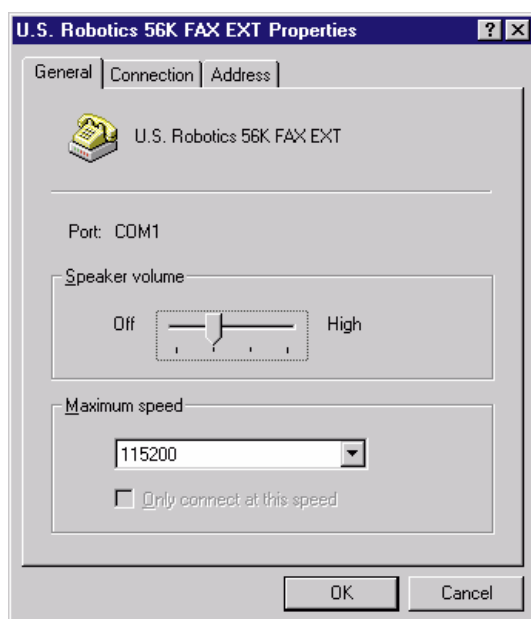 U.S. Robotics 56K FAX EXT Properties
General Connection Address
U.S. Robotics 56K FAX EXT
Port: COM1
Speaker volume
Off High
Maximum speed
115200
Only connect at this speed
OK Cancel